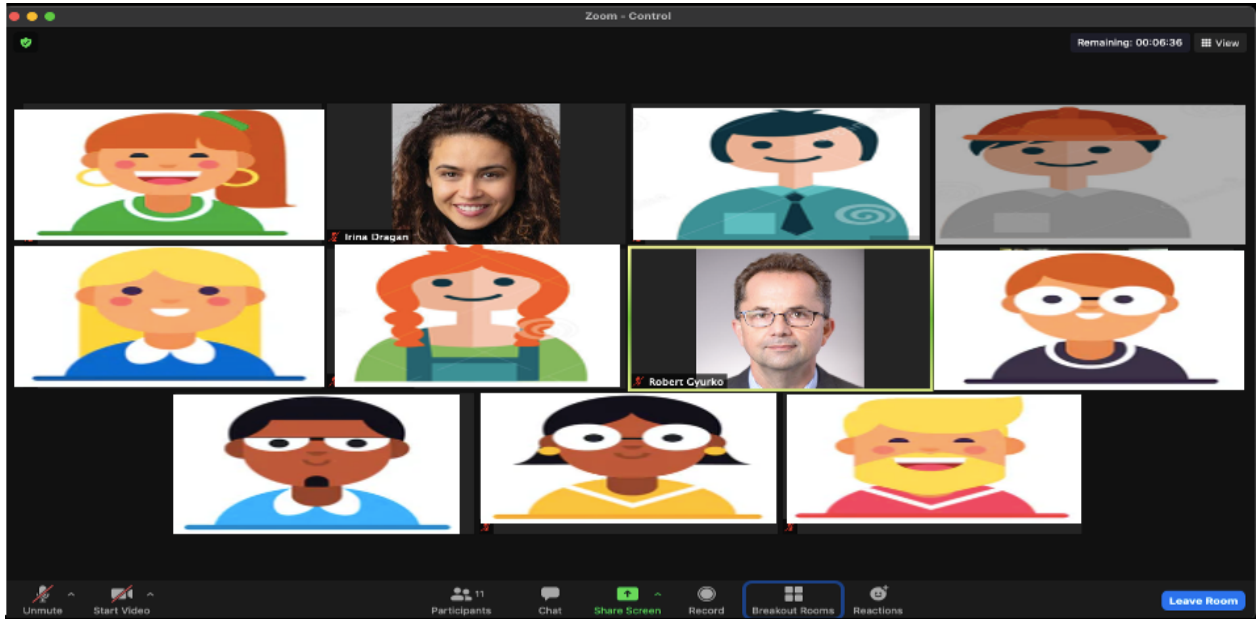 Zoom - Control
Remaining: 00:06:36
View
Irina Dragan
Robert Gyurko
Unmute
Start Video
11
Participants
Chat
Share Screen
Record
Breakout Rooms
Reactions
Leave Room